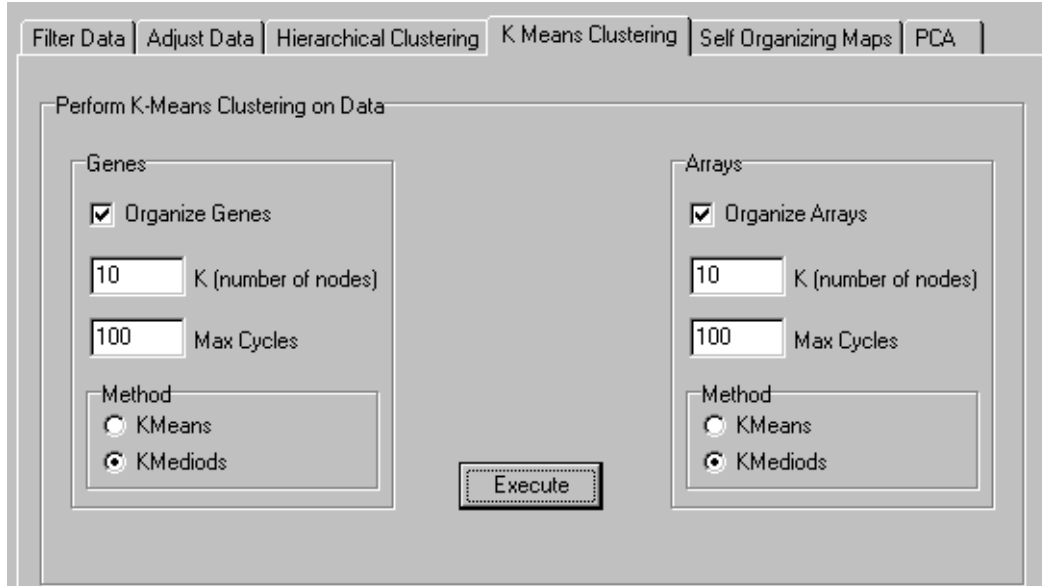 Filter Data Adjust Data Hierarchical Clustering K Means Clustering Self Organizing Maps PCA
Perform K-Means Clustering on Data
Genes
Organize Genes
10 K (number of nodes)
100 Max Cycles
Method
KMeans
KMediods
Execute
Arrays
Organize Arrays
10 K (number of nodes)
100 Max Cycles
Method
KMeans
KMediods